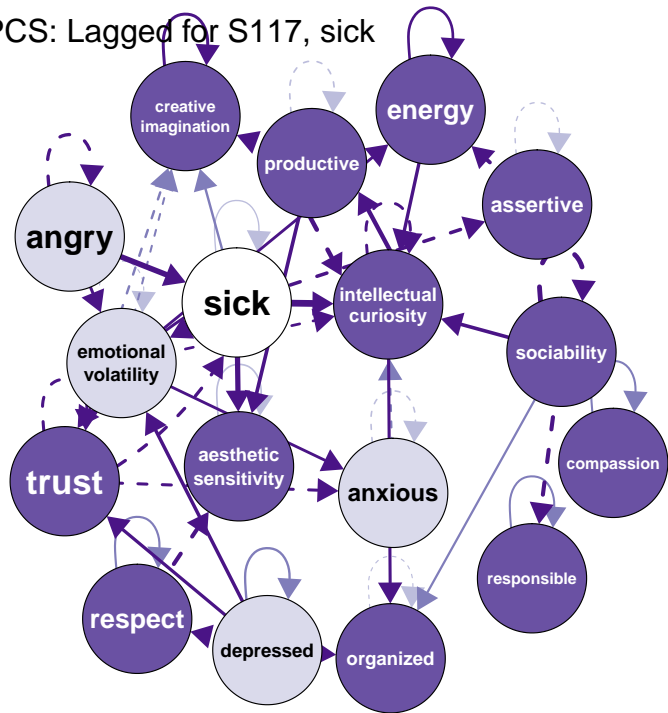 PCS: Lagged for S117, sick
creative
imagination
productive
energy
assertive
angry
sick
intellectual
curiosity
emotional
volatility
sociability
trust
aesthetic
sensitivity
anxious
compassion
respect
depressed
organized
responsible